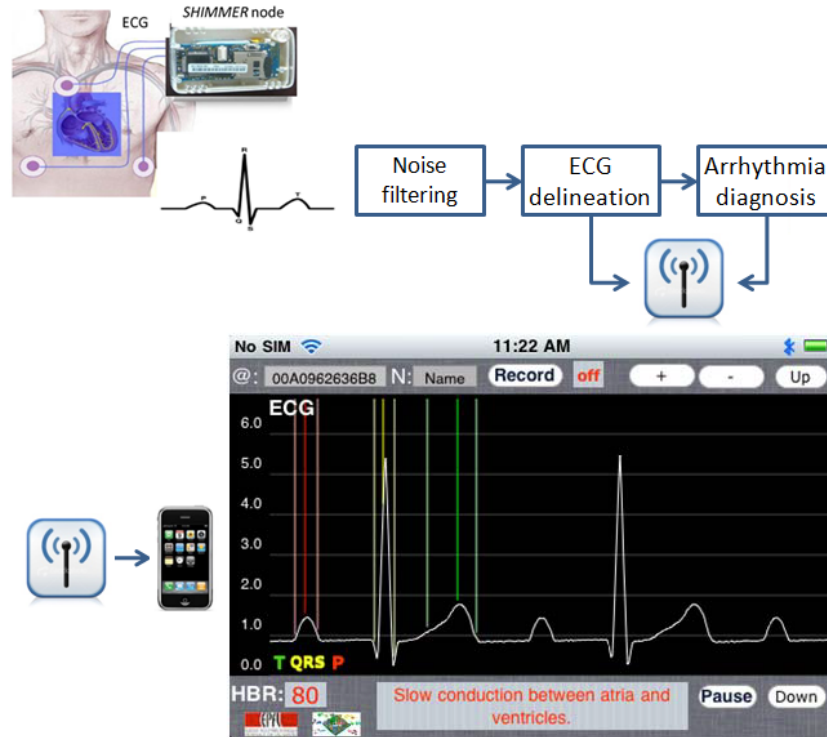 ECG
SHIMMER node
R
P
T
Q
S
Noise
filtering
ECG
delineation
Arrhythmia
diagnosis
No SIM
11:22 AM
@: 00A0962636B8 N: Name Record off + - Up
ECG
6.0
5.0
4.0
3.0
2.0
1.0
0.0
T QRS P
HBR: 80
Slow conduction between atria and
ventricles.
Pause Down
EPFL